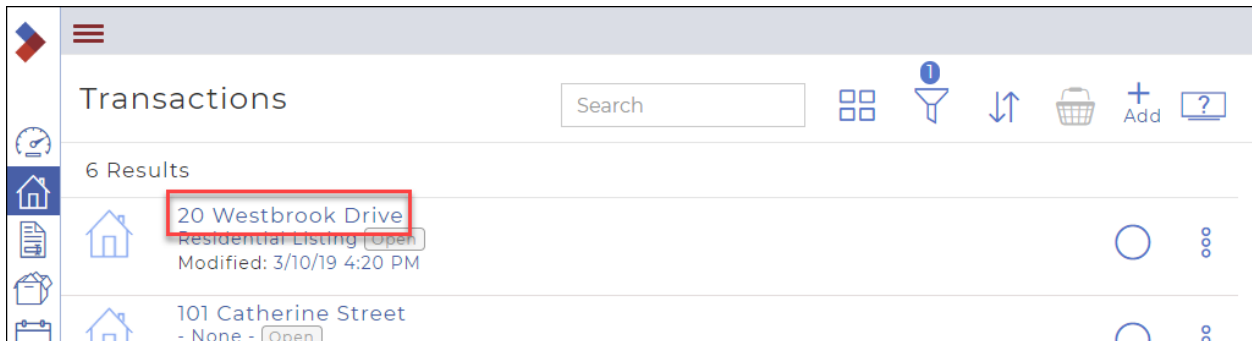 1
Transactions
Search
Add
?
6 Results
20 Westbrook Drive
Residential Listing Open
Modified: 3/10/19 4:20 PM
101 Catherine Street
- None - Open